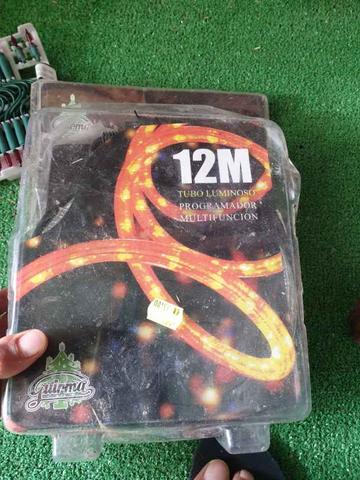 12M
TUBO LUMINOSO
PROGRAMADOR
MULTIFUNCIÓN
Guirma